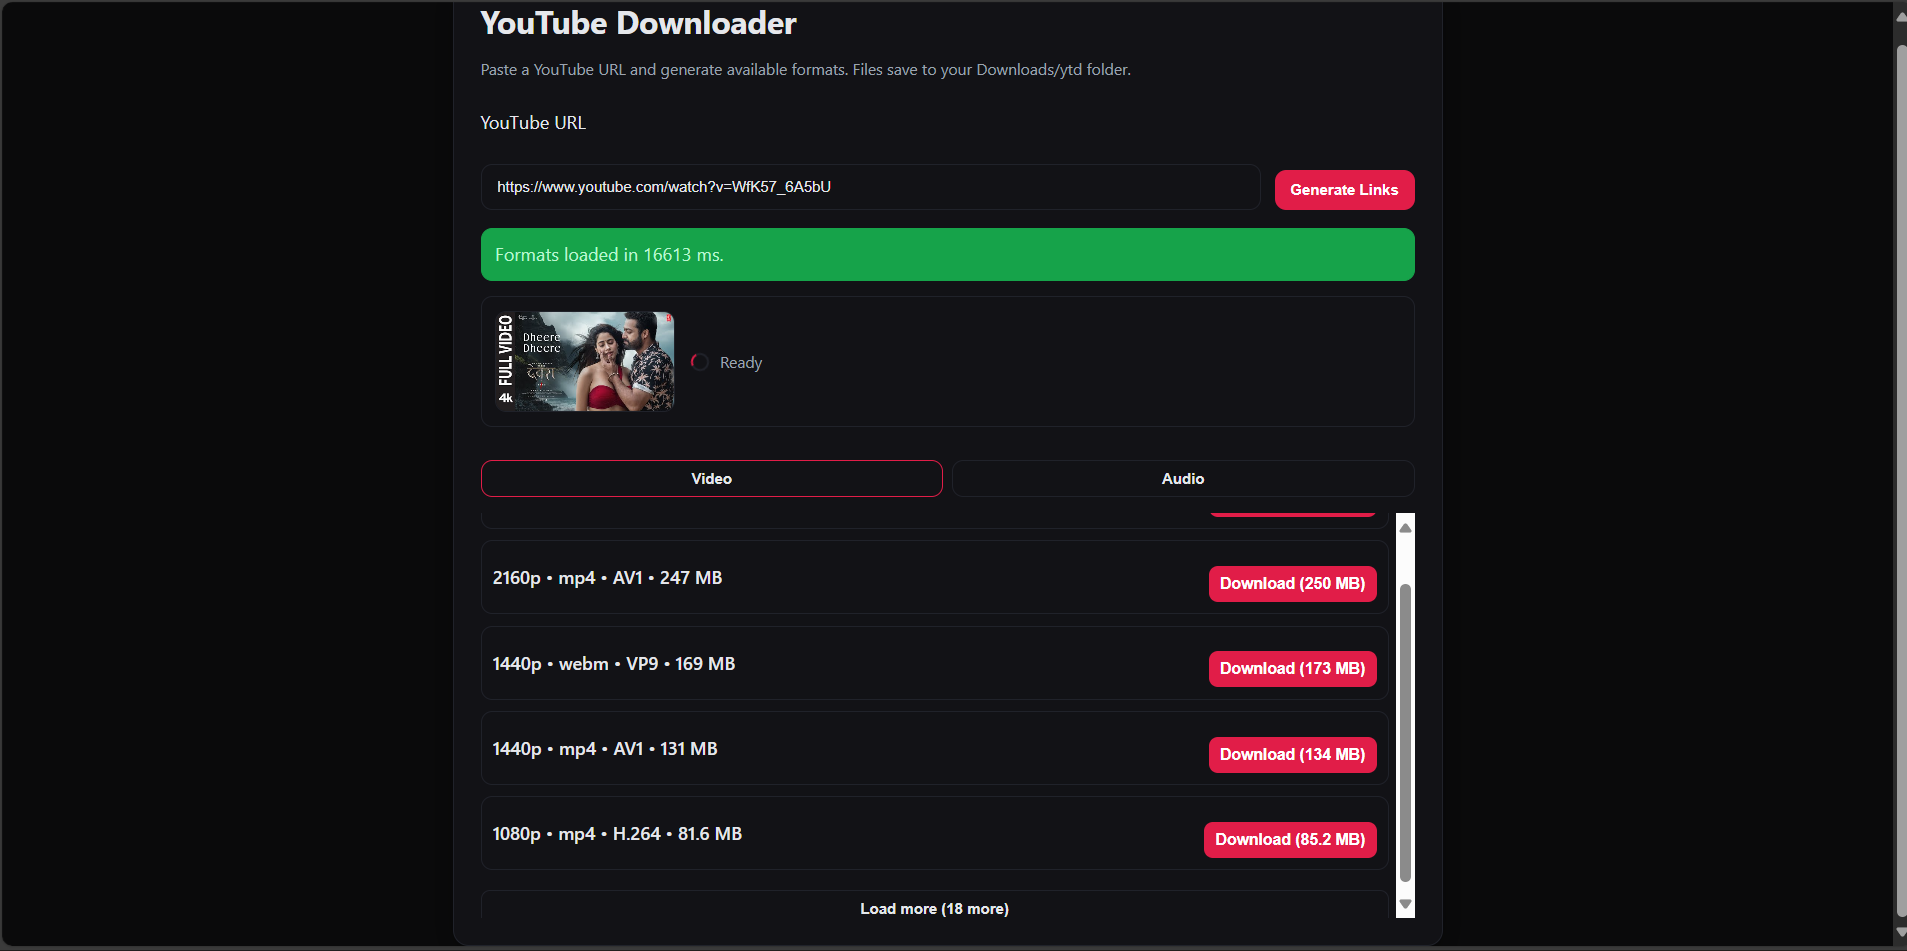 YouTube Downloader
Paste a YouTube URL and generate available formats. Files save to your Downloads/ytd folder.
YouTube URL
https://www.youtube.com/watch?v=WfK57_6A5bU
Generate Links
Formats loaded in 16613 ms.
FULL VIDEO
4k
Dheere
Dheere
देवरा
Ready
Video
Audio
2160p • mp4 • AV1 • 247 MB
Download (250 MB)
1440p • webm • VP9 • 169 MB
Download (173 MB)
1440p • mp4 • AV1 • 131 MB
Download (134 MB)
1080p • mp4 • H.264 • 81.6 MB
Download (85.2 MB)
Load more (18 more)